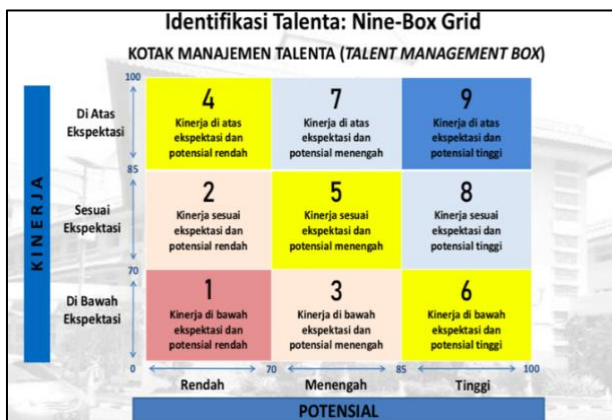 Identifikasi Talenta: Nine-Box Grid
KOTAK MANAJEMEN TALENTA (TALENT MANAGEMENT BOX)
KINERJA
100
Di Atas
Ekspektasi
4
Kinerja di atas
ekspektasi dan
potensial rendah
7
Kinerja di atas
ekspektasi dan
potensial menengah
9
Kinerja di atas
ekspektasi dan
potensial tinggi
85
Sesuai
Ekspektasi
2
Kinerja sesuai
ekspektasi dan
potensial rendah
5
Kinerja sesuai
ekspektasi dan
potensial menengah
8
Kinerja sesuai
ekspektasi dan
potensial tinggi
70
Di Bawah
Ekspektasi
1
Kinerja di bawah
ekspektasi dan
potensial rendah
3
Kinerja di bawah
ekspektasi dan
potensial menengah
6
Kinerja di bawah
ekspektasi dan
potensial tinggi
0
70
85
100
Rendah
Menengah
Tinggi
POTENSIAL